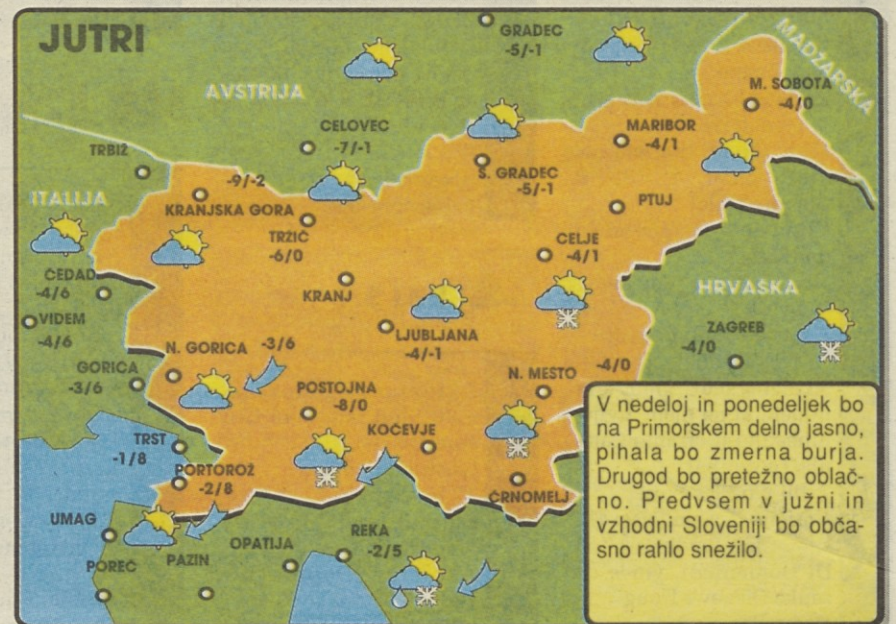 JUTRI
GRADEC
-5/-1
MADŽARSKA
AVSTRIJA
M. SOBOTA
-4/0
CELOVEC
-7/-1
MARIBOR
-4/1
TRBIŽ
S. GRADEC
-5/-1
-9/-2
KRANJSKA GORA
ITALIJA
PTUJ
TRŽIČ
-6/0
CELJE
-4/1
ČEDAD
-4/6
KRANJ
HRVAŠKA
VIDEM
-4/6
LJUBLJANA
-4/-1
ZAGREB
-4/0
N. GORICA
-3/6
GORICA
-3/6
N. MESTO
-4/0
POSTOJNA
-8/0
KOČEVJE
TRST
-1/8
PORTOROŽ
-2/8
ČRNOMELJ
UMAG
REKA
-2/5
OPATIJA
POREČ
PAZIN
V nedeloj in ponedeljek bo
na Primorskem delno jasno,
pihala bo zmerna burja.
Drugod bo pretežno oblač-
no. Predvsem v južni in
vzhodni Sloveniji bo obča-
sno rahlo snežilo.